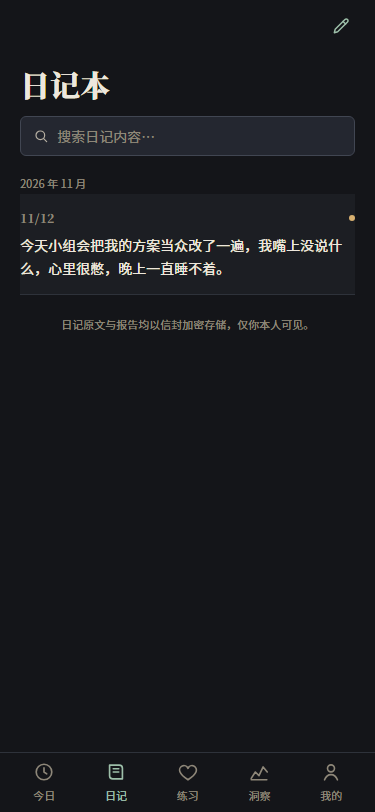 日记本
搜索日记内容…
2026 年 11 月
11/12
今天小组会把我的方案当众改了一遍，我嘴上没说什
么，心里很憋，晚上一直睡不着。
日记原文与报告均以信封加密存储，仅你本人可见。
今日
日记
练习
洞察
我的